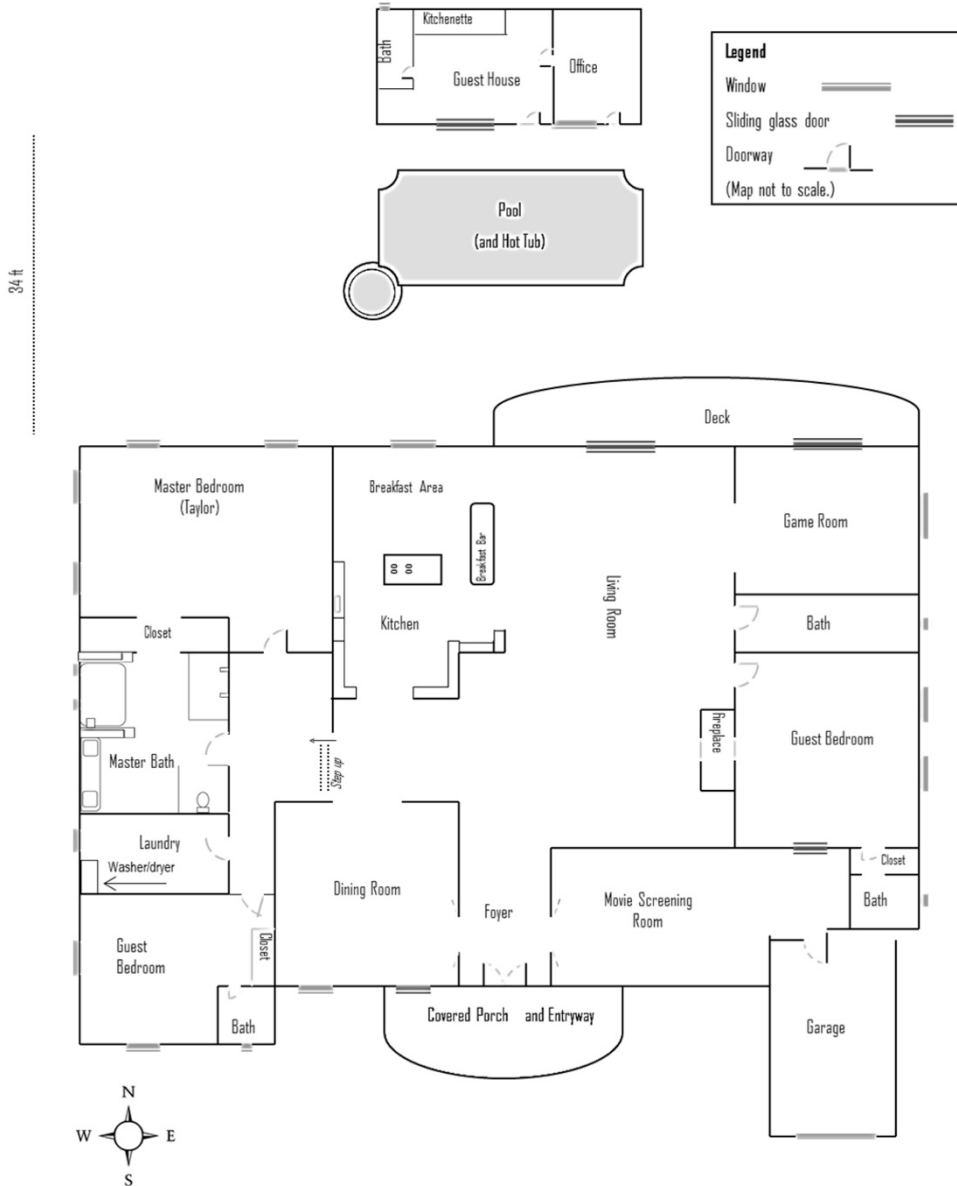 Kitchenette
Bath
Guest House
Office
Legend
Window
Sliding glass door
Doorway
(Map not to scale.)
Pool
(and Hot Tub)
34 ft
Deck
Master Bedroom
(Taylor)
Breakfast Area
Breakfast Bar
Game Room
Living Room
Kitchen
Closet
Bath
Fireplace
Guest Bedroom
Master Bath
Step up
Laundry
Washer/dryer
Dining Room
Foyer
Movie Screening
Room
Closet
Bath
Guest
Bedroom
Closet
Bath
Covered Porch and Entryway
Garage
N
W E
S